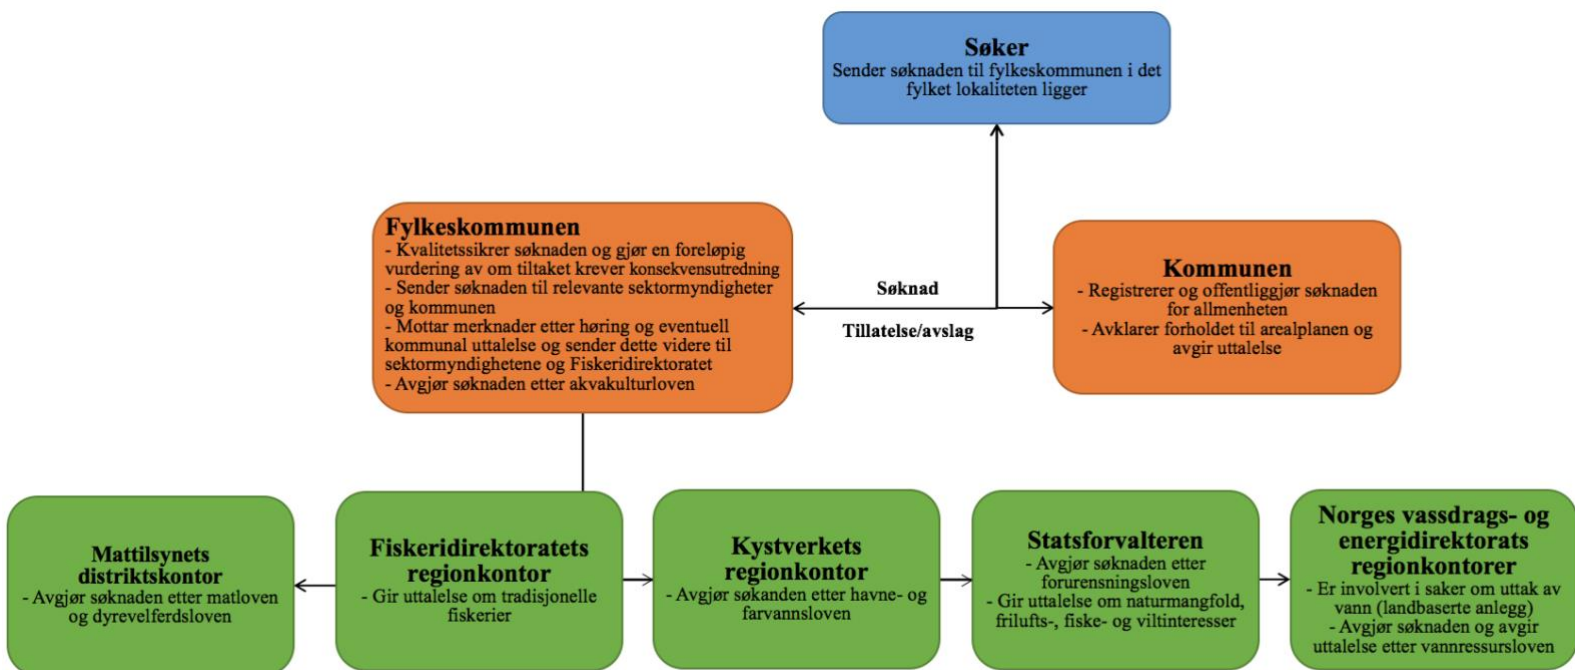 Søker
Sender søknaden til fylkeskommunen i det
fylket lokaliteten ligger
Fylkeskommunen
- Kvalitetssikrer søknaden og gjør en foreløpig
vurdering av om tiltaket krever konsekvensutredning
- Sender søknaden til relevante sektormyndigheter
og kommunen
- Mottar merknader etter høring og eventuell
kommunal uttalelse og sender dette videre til
sektormyndighetene og Fiskeridirektoratet
- Avgjør søknaden etter akvakulturloven
Søknad
Tillatelse/avslag
Kommunen
- Registrerer og offentliggjør søknaden
for allmenheten
- Avklarer forholdet til arealplanen og
avgir uttalelse
Mattilsynets
distriktskontor
- Avgjør søknaden etter matloven
og dyrevelferdsloven
Fiskeridirektoratets
regionkontor
- Gir uttalelse om tradisjonelle
fiskerier
Kystverkets
regionkontor
- Avgjør søkanden etter havne- og
farvannsloven
Statsforvalteren
- Avgjør søknaden etter
forurensningsloven
- Gir uttalelse om naturmangfold,
frilufts-, fiske- og viltinteresser
Norges vassdrags- og
energidirektorats
regionkontorer
- Er involvert i saker om uttak av
vann (landbaserte anlegg)
- Avgjør søknaden og avgir
uttalelse etter vannressursloven